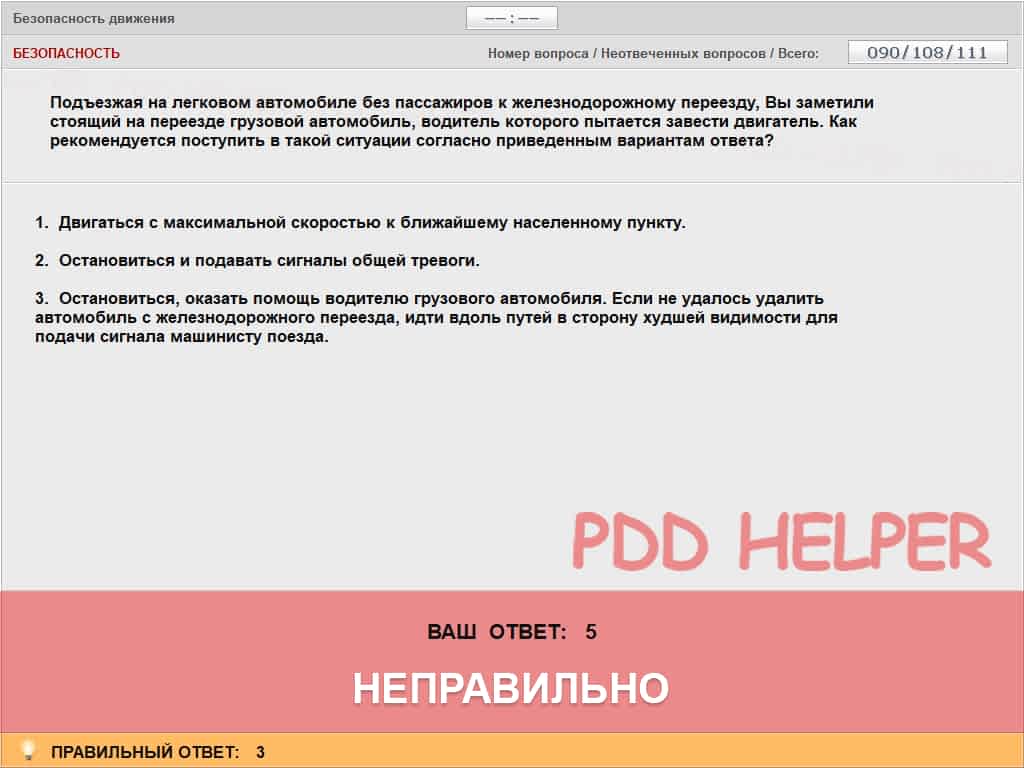 Безопасность движения
—— : ——
БЕЗОПАСНОСТЬ
Номер вопроса / Неотвеченных вопросов / Всего:
090/108/111
Подъезжая на легковом автомобиле без пассажиров к железнодорожному переезду, Вы заметили
стоящий на переезде грузовой автомобиль, водитель которого пытается завести двигатель. Как
рекомендуется поступить в такой ситуации согласно приведенным вариантам ответа?
1. Двигаться с максимальной скоростью к ближайшему населенному пункту.
2. Остановиться и подавать сигналы общей тревоги.
3. Остановиться, оказать помощь водителю грузового автомобиля. Если не удалось удалить
автомобиль с железнодорожного переезда, идти вдоль путей в сторону худшей видимости для
подачи сигнала машинисту поезда.
PDD HELPER
ВАШ ОТВЕТ: 5
НЕПРАВИЛЬНО
ПРАВИЛЬНЫЙ ОТВЕТ: 3